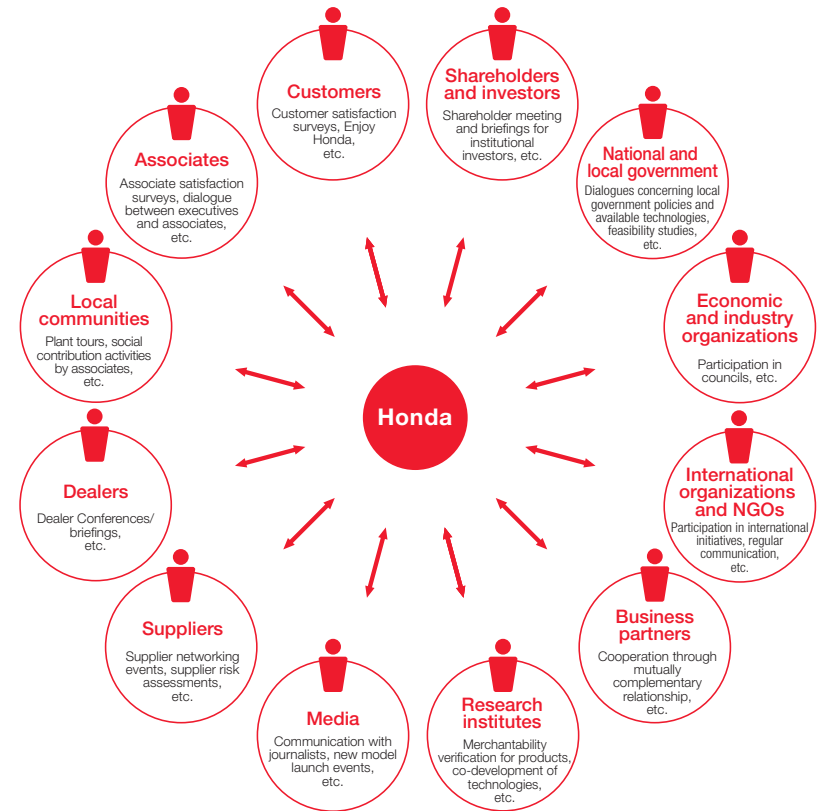 Customers
Customer satisfaction
surveys, Enjoy
Honda,
etc.
Shareholders
and investors
Shareholder meeting
and briefings for
institutional
investors, etc.
National and
local government
Dialogues concerning local
government policies and
available technologies,
feasibility studies,
etc.
Economic
and industry
organizations
Participation in
councils, etc.
International
organizations
and NGOs
Participation in international
initiatives, regular
communication,
etc.
Business
partners
Cooperation through
mutually
complementary
relationship,
etc.
Research
institutes
Merchantability
verification for products,
co-development of
technologies,
etc.
Media
Communication with
journalists, new model
launch events,
etc.
Suppliers
Supplier networking
events, supplier risk
assessments,
etc.
Dealers
Dealer Conferences/
briefings,
etc.
Local
communities
Plant tours, social
contribution activities
by associates,
etc.
Associates
Associate satisfaction
surveys, dialogue
between executives
and associates,
etc.
Honda